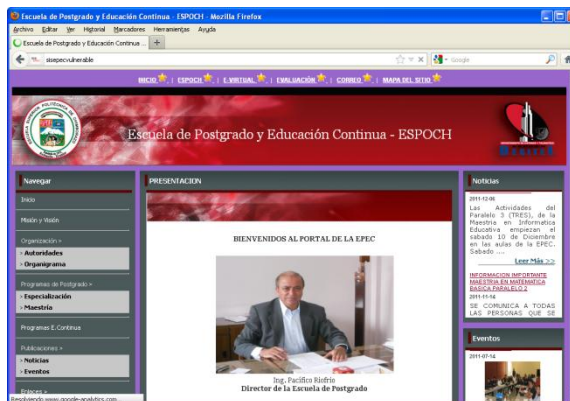 Escuela de Postgrado y Educación Continua - ESPOCH - Mozilla Firefox
Archivo Editar Ver Historial Marcadores Herramientas Ayuda
Escuela de Postgrado y Educación Continua ...
sisepecvulnerable
Google
INICIO | ESPOCH | E-VIRTUAL | EVALUACIÓN | CORREO | MAPA DEL SITIO
Escuela de Postgrado y Educación Continua - ESPOCH
Navegar
Inicio
Misión y Visión
Organización »
› Autoridades
› Organigrama
Programas de Postgrado »
› Especialización
› Maestría
Programas E. Continua
Publicaciones »
› Noticias
› Eventos
Enlaces »
Resolviendo www.google-analytics.com...
PRESENTACION
BIENVENIDOS AL PORTAL DE LA EPEC
Ing. Pacífico Riofrío
Director de la Escuela de Postgrado
Noticias
2011-12-08
Las Actividades del
Paralelo 3 (TRES), de la
Maestria en Informatica
Educativa empiezan el
sabado 10 de Diciembre
en las aulas de la EPEC.
Sabado ....
Leer Más >>
INFORMACION IMPORTANTE
MAESTRIA EN MATEMATICA
BASICA PARALELO 2
2011-11-14
SE COMUNICA A TODAS
LAS PERSONAS QUE SE
Eventos
2011-07-14